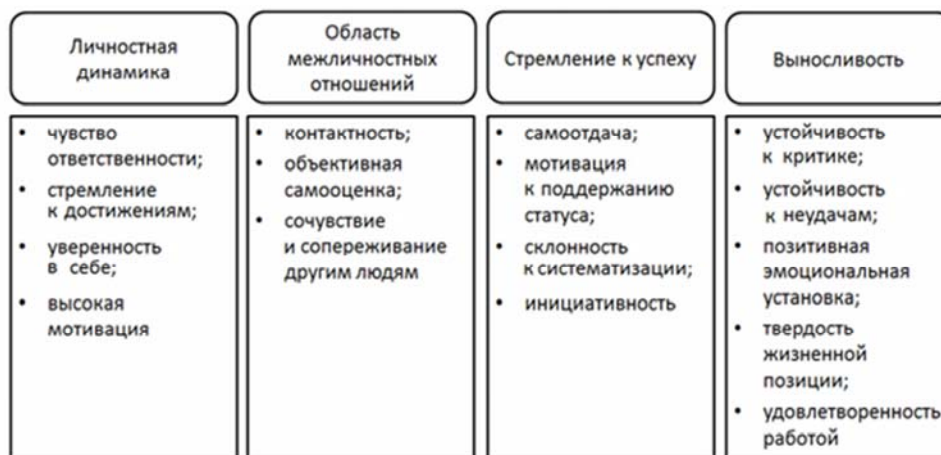 Личностная
динамика
Область
межличностных
отношений
Стремление к успеху
Выносливость
• чувство
ответственности;
• стремление
к достижениям;
• уверенность
в себе;
• высокая
мотивация
• контактность;
• объективная
самооценка;
• сочувствие
и сопереживание
другим людям
• самоотдача;
• мотивация
к поддержанию
статуса;
• склонность
к систематизации;
• инициативность
• устойчивость
к критике;
• устойчивость
к неудачам;
• позитивная
эмоциональная
установка;
• твердость
жизненной
позиции;
• удовлетворенность
работой